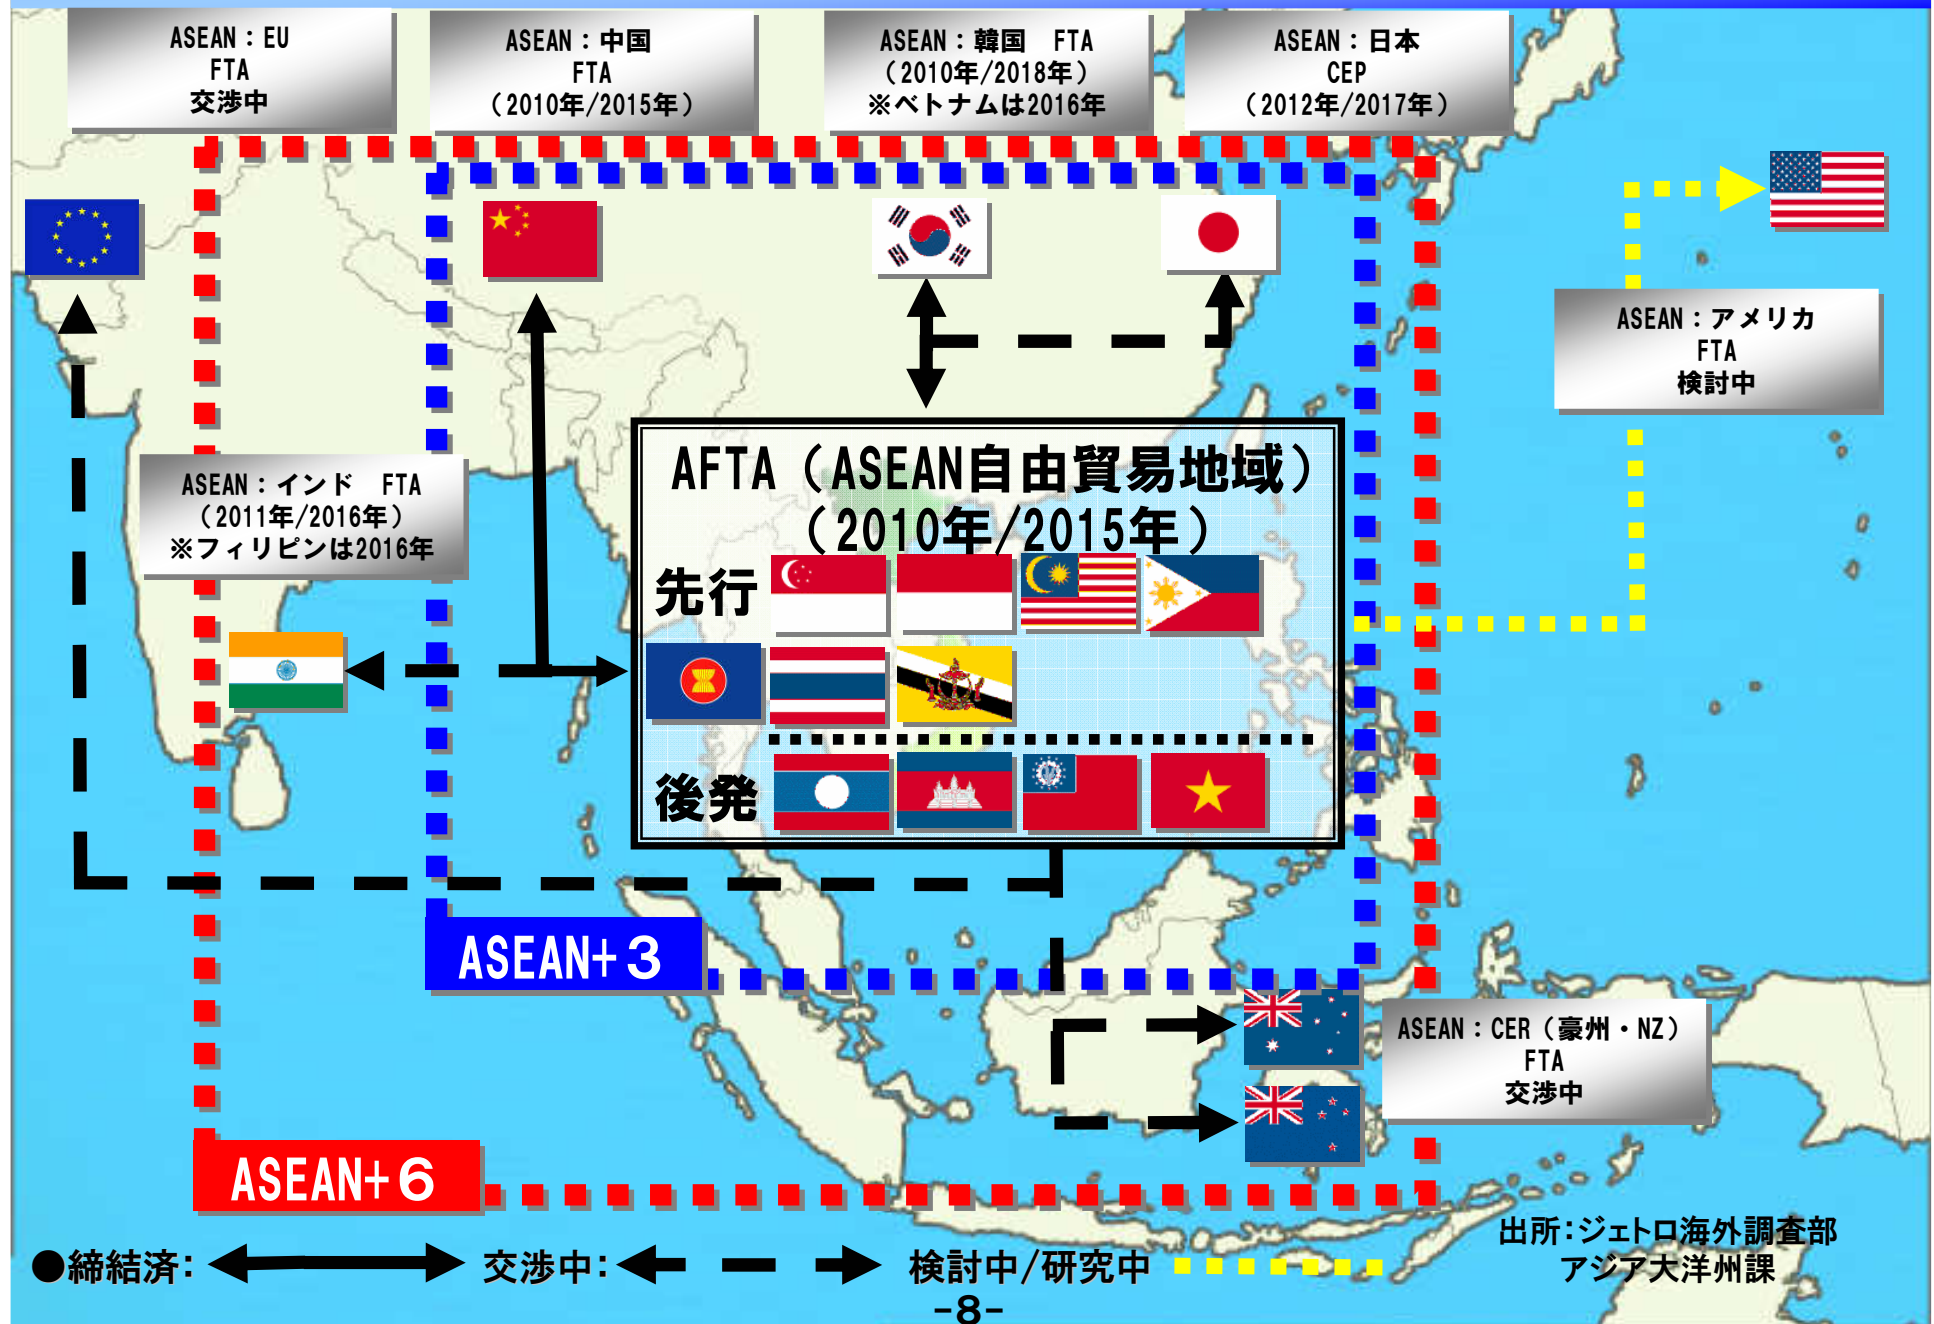 ASEAN：EU
FTA
交渉中
ASEAN：中国
FTA
（2010年/2015年）
ASEAN：韓国　FTA
（2010年/2018年）
※ベトナムは2016年
ASEAN：日本
CEP
（2012年/2017年）
ASEAN：アメリカ
FTA
検討中
ASEAN：インド　FTA
（2011年/2016年）
※フィリピンは2016年
AFTA（ASEAN自由貿易地域）
（2010年/2015年）
先行
後発
ASEAN+３
ASEAN：CER（豪州・NZ）
FTA
交渉中
ASEAN+６
出所：ジェトロ海外調査部
アジア大洋州課
●締結済：
交渉中：
検討中/研究中
-8-